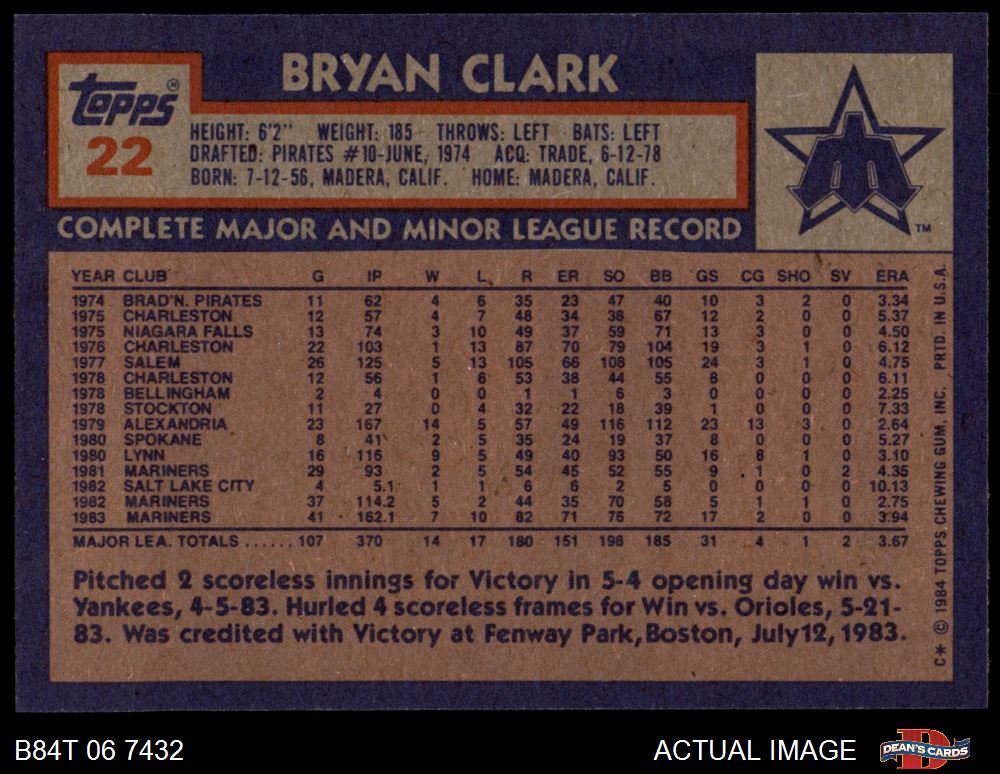 BRYAN CLARK
Topps®
22
HEIGHT: 6'2" WEIGHT: 185 THROWS: LEFT BATS: LEFT
DRAFTED: PIRATES #10-JUNE, 1974 ACQ: TRADE, 6-12-78
BORN: 7-12-56, MADERA, CALIF. HOME: MADERA, CALIF.
TM
COMPLETE MAJOR AND MINOR LEAGUE RECORD
YEAR CLUB G IP W L R ER SO BB GS CG SHO SV ERA
1974 BRAD'N. PIRATES 11 62 4 6 35 23 47 40 10 3 2 0 3.34
1975 CHARLESTON 12 57 4 7 48 34 38 67 12 2 0 0 5.37
1975 NIAGARA FALLS 13 74 3 10 49 37 59 71 13 3 0 0 4.50
1976 CHARLESTON 22 103 1 13 87 70 79 104 19 3 1 0 6.12
1977 SALEM 26 125 5 13 105 66 108 105 24 3 1 0 4.75
1978 CHARLESTON 12 56 1 6 53 38 44 55 8 0 0 0 6.11
1978 BELLINGHAM 2 4 0 0 1 1 6 3 0 0 0 0 2.25
1978 STOCKTON 11 27 0 4 32 22 18 39 1 0 0 0 7.33
1979 ALEXANDRIA 23 167 14 5 57 49 116 112 23 13 3 0 2.64
1980 SPOKANE 8 41 2 5 35 24 19 37 8 0 0 0 5.27
1980 LYNN 16 116 9 5 49 40 93 50 16 8 1 0 3.10
1981 MARINERS 29 93 2 5 54 45 52 55 9 1 0 2 4.35
1982 SALT LAKE CITY 4 5.1 1 1 6 6 2 5 0 0 0 0 10.13
1982 MARINERS 37 114.2 5 2 44 35 70 58 5 1 1 0 2.75
1983 MARINERS 41 162.1 7 10 82 71 76 72 17 2 0 0 3.94
MAJOR LEA. TOTALS ...... 107 370 14 17 180 151 198 185 31 4 1 2 3.67
Pitched 2 scoreless innings for Victory in 5-4 opening day win vs.
Yankees, 4-5-83. Hurled 4 scoreless frames for Win vs. Orioles, 5-21-
83. Was credited with Victory at Fenway Park, Boston, July 12, 1983.
C* © 1984 TOPPS CHEWING GUM, INC. PRTD. IN U.S.A.
B84T 06 7432
ACTUAL IMAGE
DEAN'S CARDS